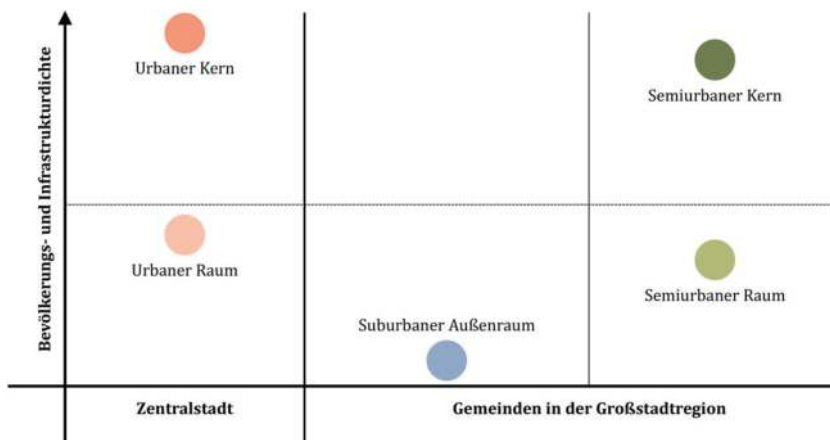 Bevölkerungs- und Infrastrukturdichte
Urbaner Kern
Semiurbaner Kern
Urbaner Raum
Semiurbaner Raum
Suburbaner Außenraum
Zentralstadt
Gemeinden in der Großstadtregion